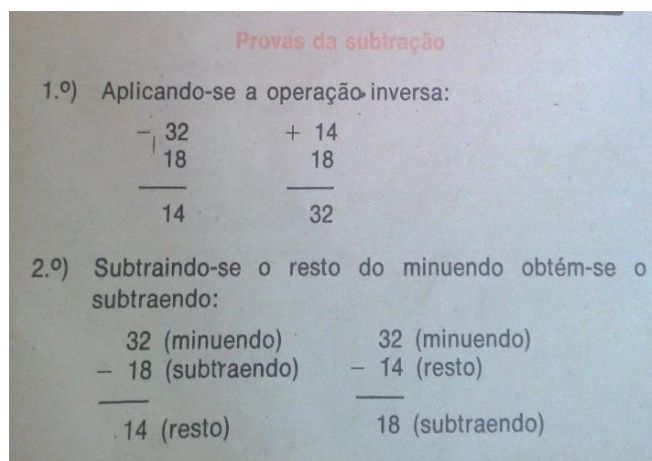 Provas da subtração
1.º) Aplicando-se a operação inversa:
− 32 + 14
18 18
14 32
2.º) Subtraindo-se o resto do minuendo obtém-se o
subtraendo:
32 (minuendo) 32 (minuendo)
− 18 (subtraendo) − 14 (resto)
14 (resto) 18 (subtraendo)